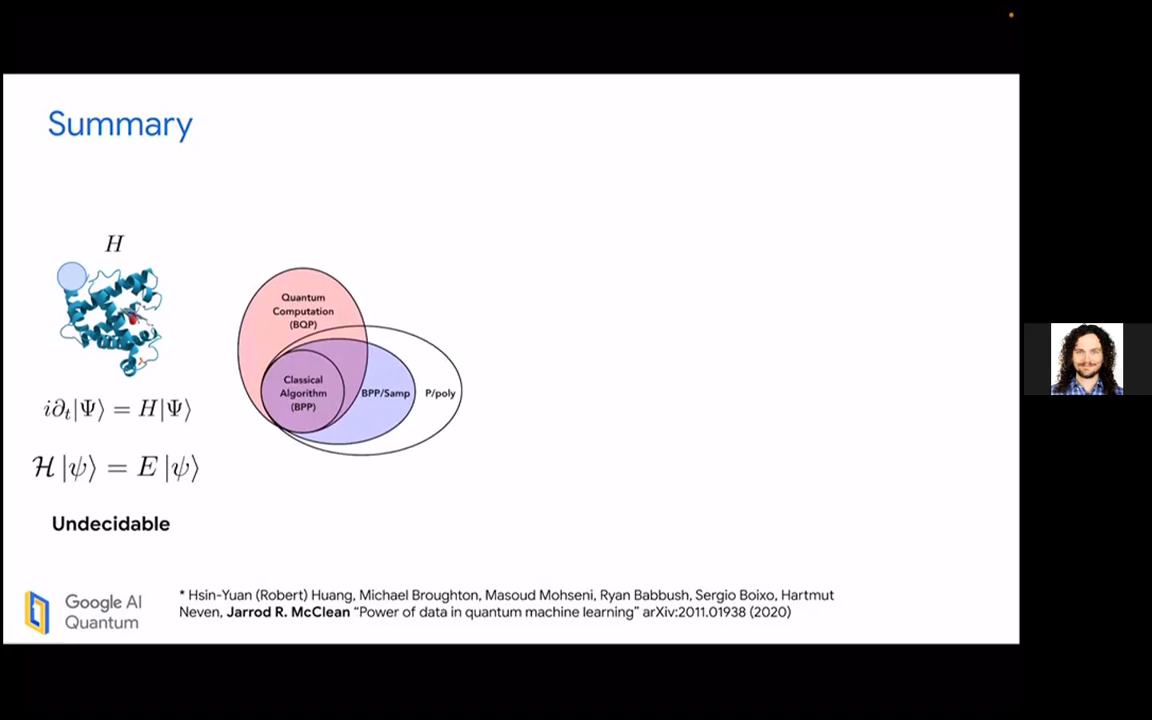 Summary
H
i∂ₜ|Ψ⟩ = H|Ψ⟩
ℋ|ψ⟩ = E|ψ⟩
Undecidable
Quantum
Computation
(BQP)
Classical
Algorithm
(BPP)
BPP/Samp
P/poly
Google AI
Quantum
* Hsin-Yuan (Robert) Huang, Michael Broughton, Masoud Mohseni, Ryan Babbush, Sergio Boixo, Hartmut
Neven, Jarrod R. McClean “Power of data in quantum machine learning” arXiv:2011.01938 (2020)